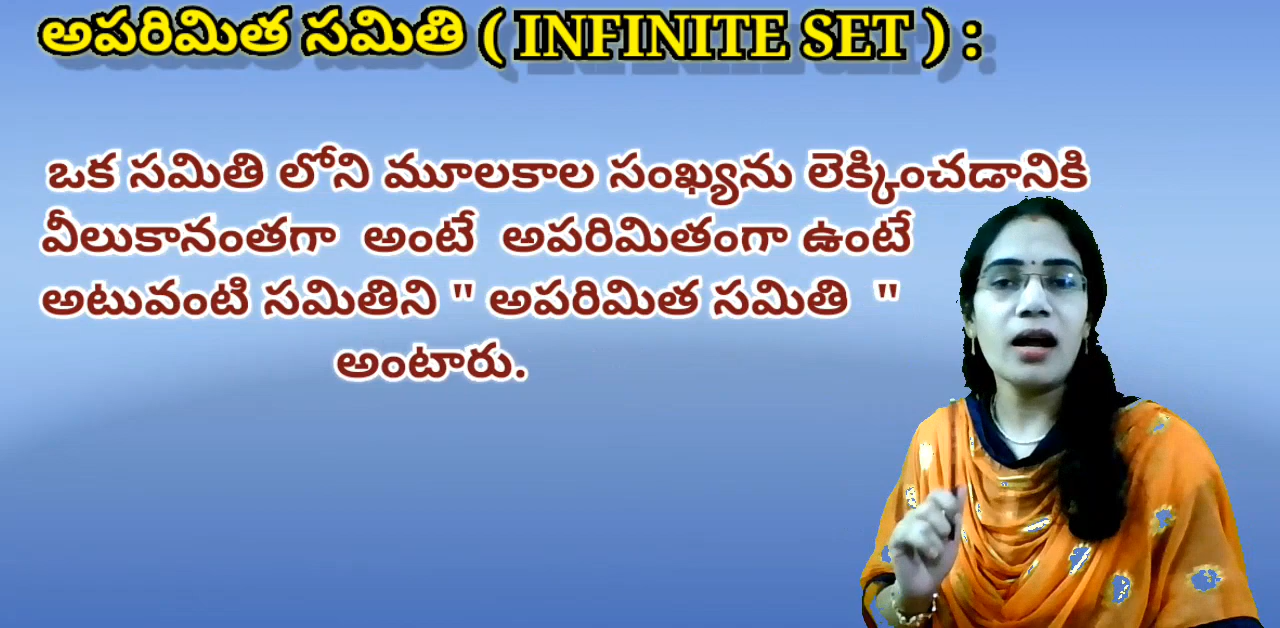 అపరిమిత సమితి ( INFINITE SET ) :
ఒక సమితి లోని మూలకాల సంఖ్యను లెక్కించడానికి
వీలుకానంతగా అంటే అపరిమితంగా ఉంటే
అటువంటి సమితిని " అపరిమిత సమితి "
అంటారు.